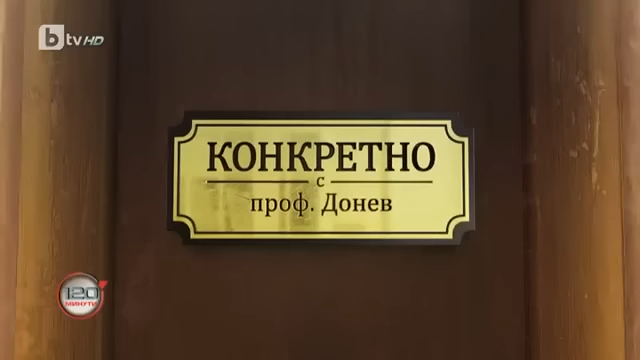 btv HD
КОНКРЕТНО
с
проф. Донев
120
МИНУТИ